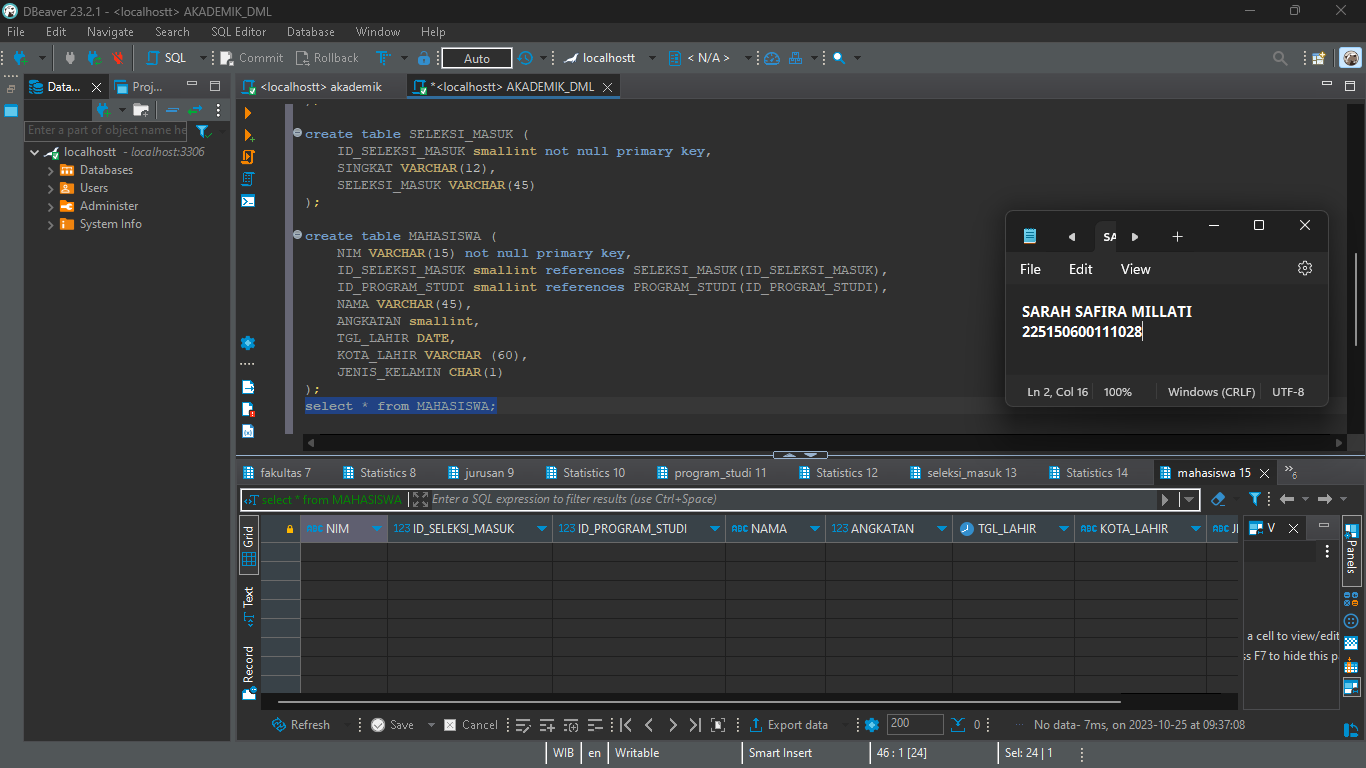 DBeaver 23.2.1 - <localhostt> AKADEMIK_DML
File Edit Navigate Search SQL Editor Database Window Help
SQL Commit Rollback Auto localhostt < N/A >
Data... Proj...
<localhostt> akademik *<localhostt> AKADEMIK_DML
Enter a part of object name he
localhostt - localhost:3306
Databases
Users
Administer
System Info
create table SELEKSI_MASUK (
ID_SELEKSI_MASUK smallint not null primary key,
SINGKAT VARCHAR(12),
SELEKSI_MASUK VARCHAR(45)
);
create table MAHASISWA (
NIM VARCHAR(15) not null primary key,
ID_SELEKSI_MASUK smallint references SELEKSI_MASUK(ID_SELEKSI_MASUK),
ID_PROGRAM_STUDI smallint references PROGRAM_STUDI(ID_PROGRAM_STUDI),
NAMA VARCHAR(45),
ANGKATAN smallint,
TGL_LAHIR DATE,
KOTA_LAHIR VARCHAR (60),
JENIS_KELAMIN CHAR(1)
);
select * from MAHASISWA;
SA
File Edit View
SARAH SAFIRA MILLATI
225150600111028
Ln 2, Col 16 100% Windows (CRLF) UTF-8
fakultas 7 Statistics 8 jurusan 9 Statistics 10 program_studi 11 Statistics 12 seleksi_masuk 13 Statistics 14 mahasiswa 15 »6
select * from MAHASISWA Enter a SQL expression to filter results (use Ctrl+Space)
Grid
Text
Record
ABC NIM 123 ID_SELEKSI_MASUK 123 ID_PROGRAM_STUDI ABC NAMA 123 ANGKATAN TGL_LAHIR ABC KOTA_LAHIR ABC JE
V
Panels
a cell to view/edit
ss F7 to hide this p
Refresh Save Cancel Export data 200 0 No data- 7ms, on 2023-10-25 at 09:37:08
WIB en Writable Smart Insert 46 : 1 [24] Sel: 24 | 1